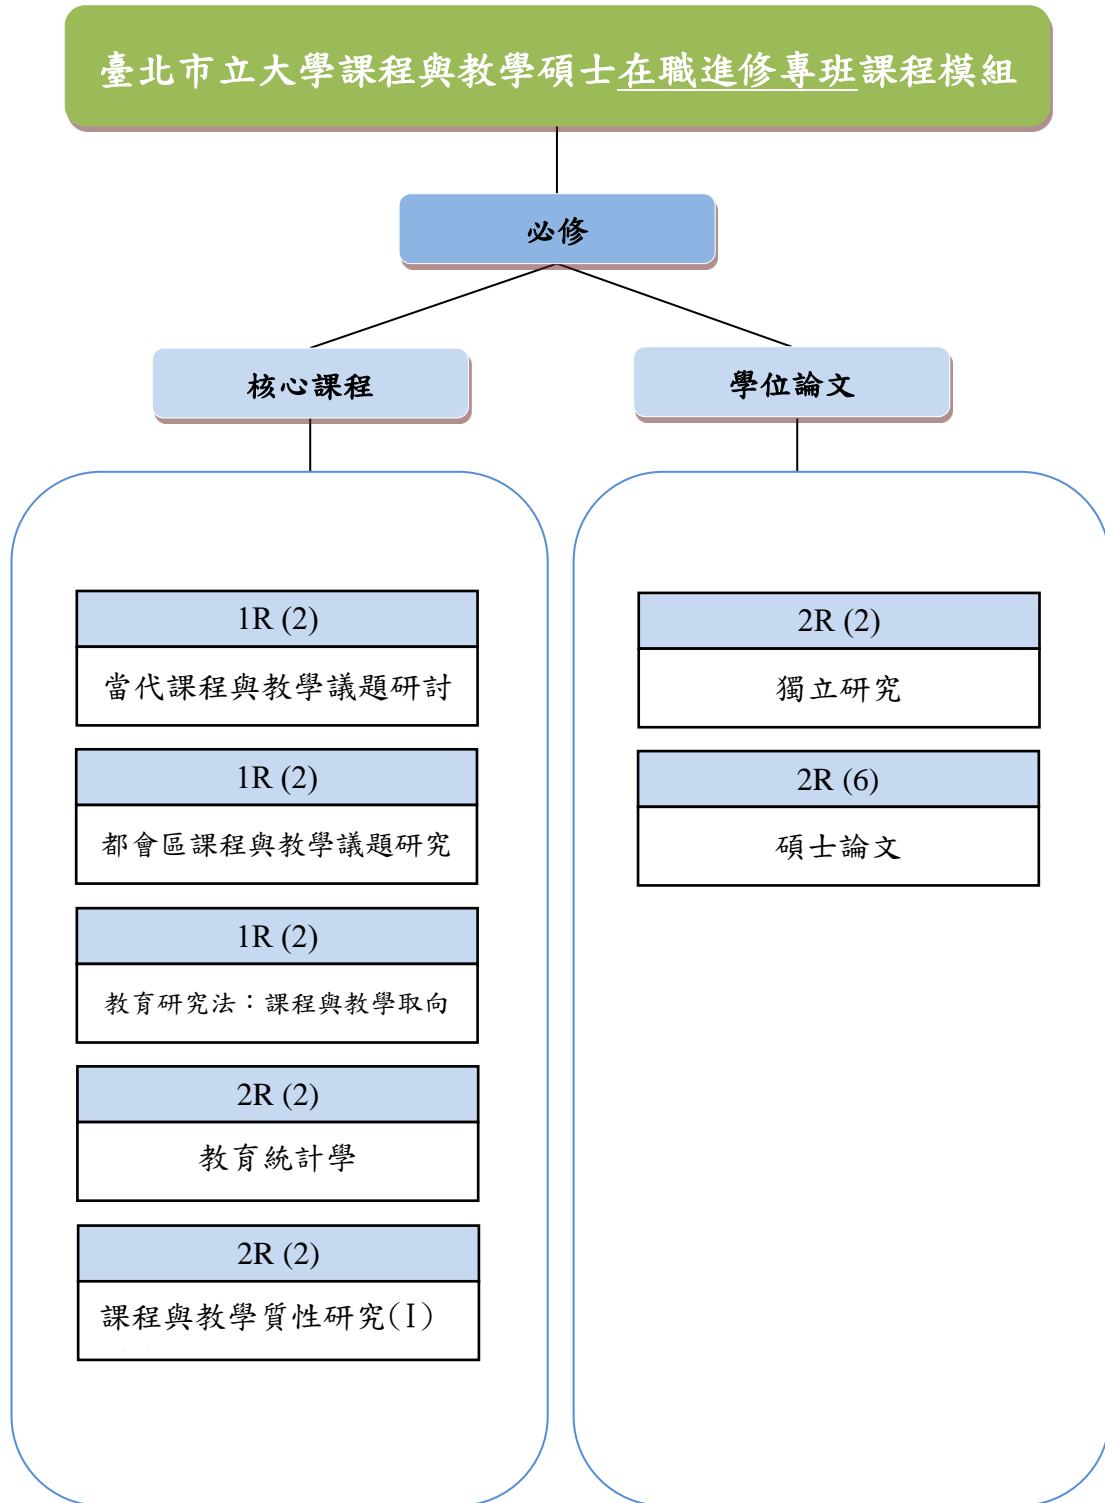 臺北市立大學課程與教學碩士在職進修專班課程模組
必修
核心課程
學位論文
1R (2)
當代課程與教學議題研討
1R (2)
都會區課程與教學議題研究
1R (2)
教育研究法：課程與教學取向
2R (2)
教育統計學
2R (2)
課程與教學質性研究(I)
2R (2)
獨立研究
2R (6)
碩士論文